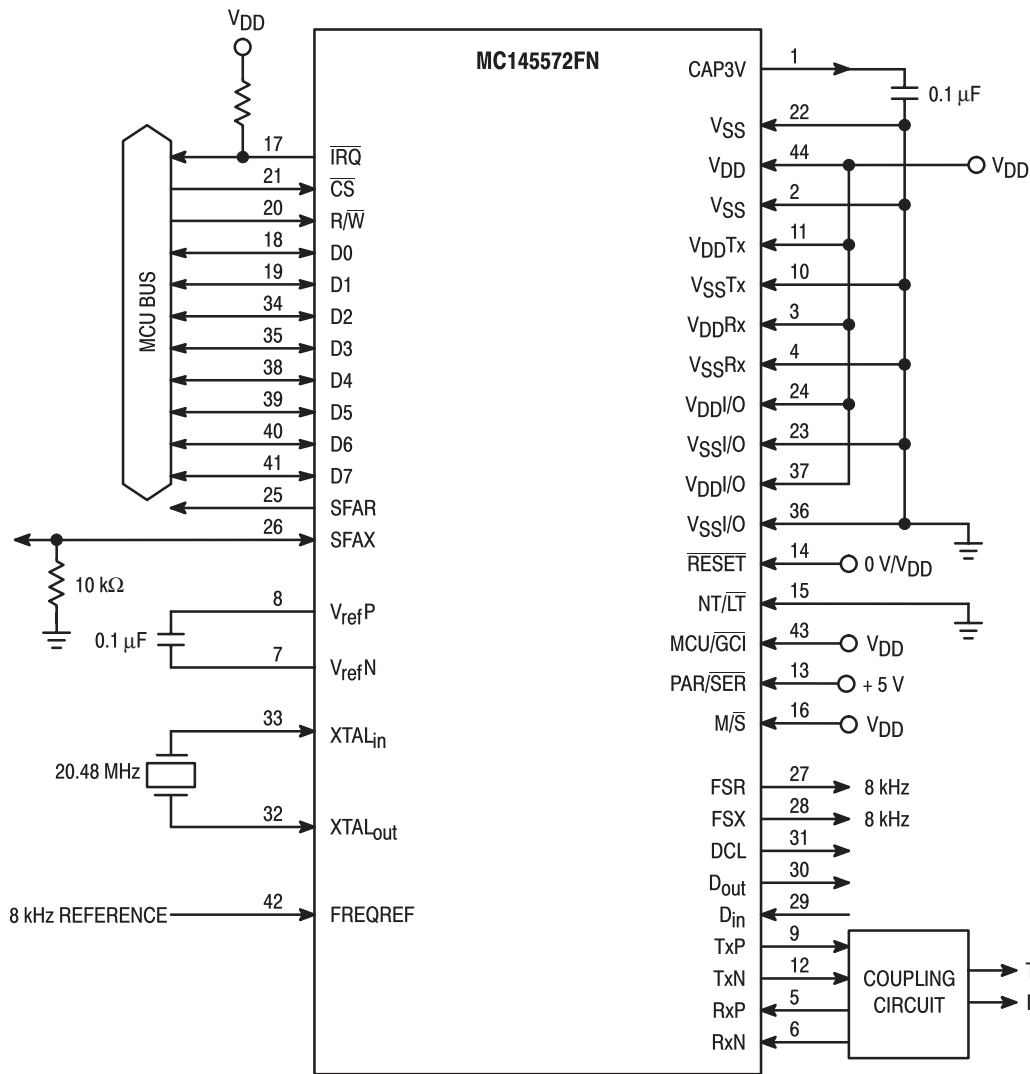 VDD
MC145572FN
CAP3V 1
0.1 µF
VSS 22
VDD 44 VDD
VSS 2
VDDTx 11
VSSTx 10
VDDRx 3
VSSRx 4
VDDI/O 24
VSSI/O 23
VDDI/O 37
VSSI/O 36
RESET 14 0 V/VDD
NT/LT 15
MCU/GCI 43 VDD
PAR/SER 13 + 5 V
M/S 16 VDD
FSR 27 8 kHz
FSX 28 8 kHz
DCL 31
Dout 30
Din 29
TxP 9
TxN 12
RxP 5
RxN 6
COUPLING
CIRCUIT
T
MCU BUS
17 IRQ
21 CS
20 R/W
18 D0
19 D1
34 D2
35 D3
38 D4
39 D5
40 D6
41 D7
25 SFAR
26 SFAX
10 kΩ
8 VrefP
0.1 µF
7 VrefN
33 XTALin
20.48 MHz
32 XTALout
8 kHz REFERENCE 42 FREQREF